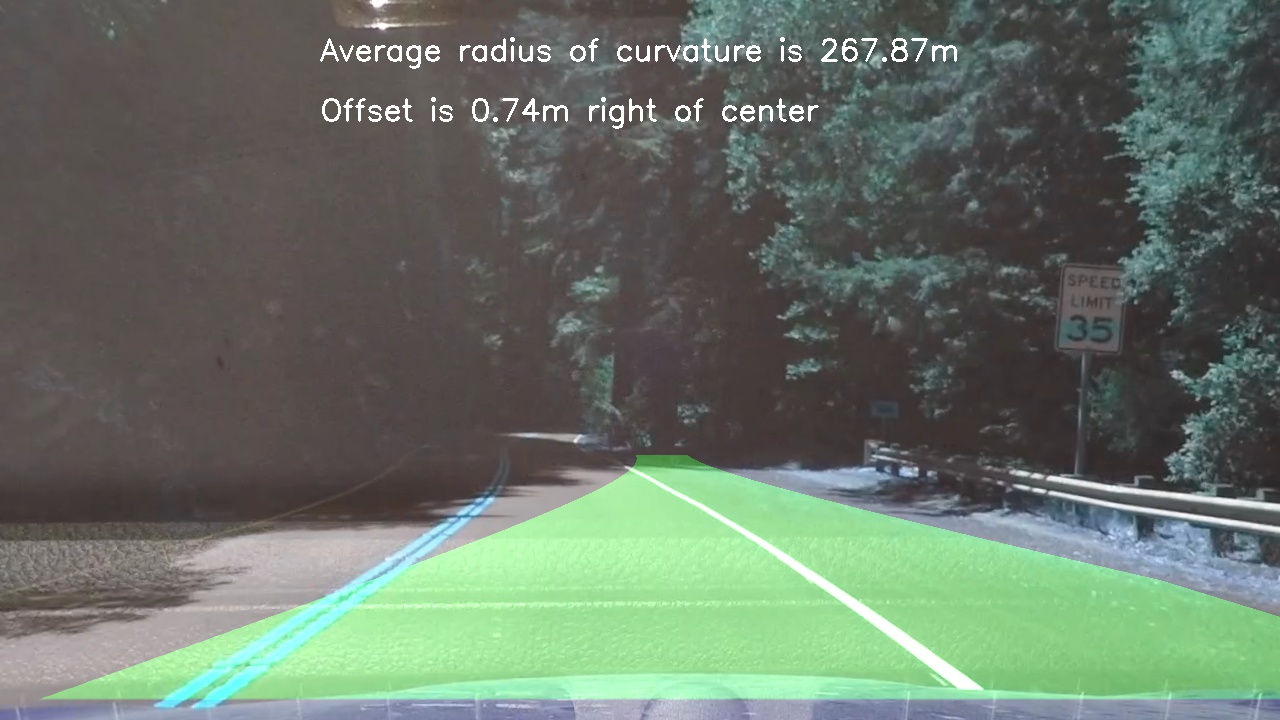 Average radius of curvature is 267.87m
Offset is 0.74m right of center
SPEED
LIMIT
35